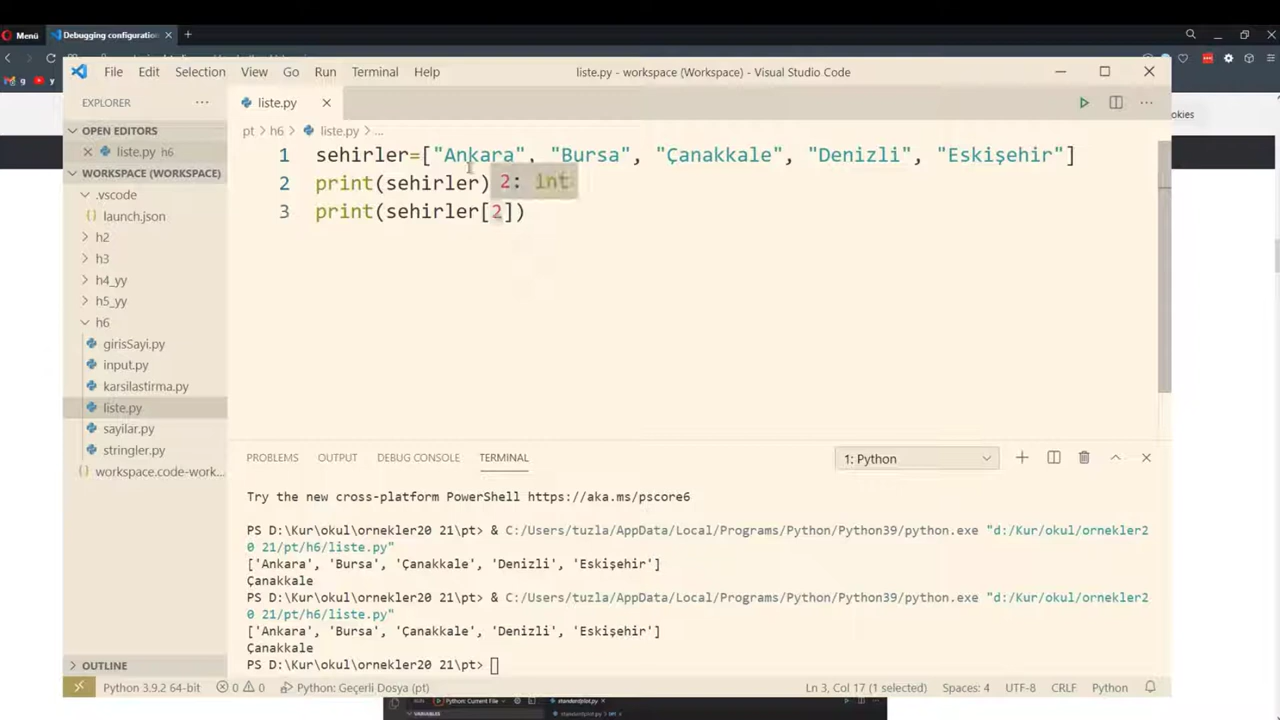 Menü
Debugging configuratio
g
y
okies
File Edit Selection View Go Run Terminal Help
liste.py - workspace (Workspace) - Visual Studio Code
EXPLORER
OPEN EDITORS
liste.py h6
WORKSPACE (WORKSPACE)
.vscode
launch.json
h2
h3
h4_yy
h5_yy
h6
girisSayi.py
input.py
karsilastirma.py
liste.py
sayilar.py
stringler.py
workspace.code-work...
OUTLINE
liste.py
pt > h6 > liste.py > ...
1 sehirler=["Ankara", "Bursa", "Çanakkale", "Denizli", "Eskişehir"]
2 print(sehirler)
2: int
3 print(sehirler[2])
PROBLEMS OUTPUT DEBUG CONSOLE TERMINAL
1: Python
Try the new cross-platform PowerShell https://aka.ms/pscore6
PS D:\Kur\okul\ornekler20 21\pt> & C:/Users/tuzla/AppData/Local/Programs/Python/Python39/python.exe "d:/Kur/okul/ornekler2
0 21/pt/h6/liste.py"
['Ankara', 'Bursa', 'Çanakkale', 'Denizli', 'Eskişehir']
Çanakkale
PS D:\Kur\okul\ornekler20 21\pt> & C:/Users/tuzla/AppData/Local/Programs/Python/Python39/python.exe "d:/Kur/okul/ornekler2
0 21/pt/h6/liste.py"
['Ankara', 'Bursa', 'Çanakkale', 'Denizli', 'Eskişehir']
Çanakkale
PS D:\Kur\okul\ornekler20 21\pt>
Python 3.9.2 64-bit 0 0 Python: Geçerli Dosya (pt)
Ln 3, Col 17 (1 selected) Spaces: 4 UTF-8 CRLF Python
Python: Current File
VARIABLES